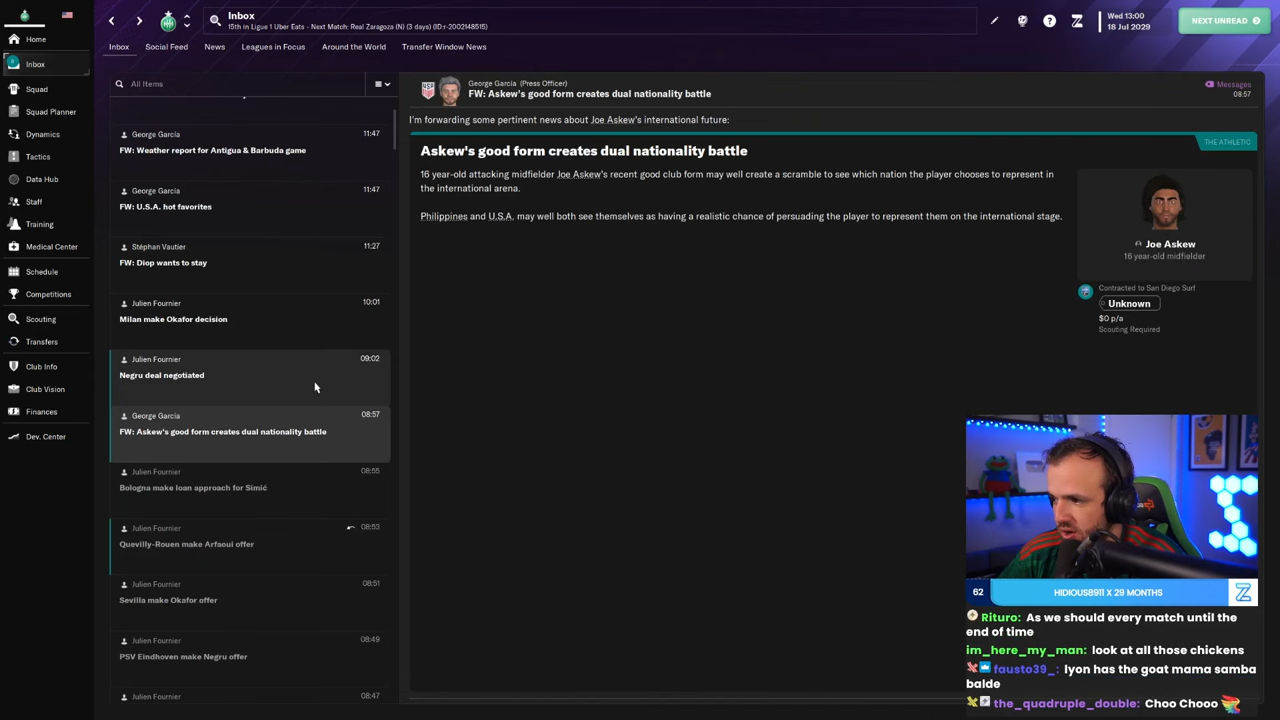 Inbox
15th in Ligue 1 Uber Eats - Next Match: Real Zaragoza (N) (3 days) (ID:r-2002148515)
Wed 13:00
18 Jul 2029
NEXT UNREAD
Inbox
Social Feed
News
Leagues in Focus
Around the World
Transfer Window News
Home
Inbox
Squad
Squad Planner
Dynamics
Tactics
Data Hub
Staff
Training
Medical Center
Schedule
Competitions
Scouting
Transfers
Club Info
Club Vision
Finances
Dev. Center
All Items
George García
11:47
FW: Weather report for Antigua & Barbuda game
George García
11:47
FW: U.S.A. hot favorites
Stéphan Vautier
11:27
FW: Diop wants to stay
Julien Fournier
10:01
Milan make Okafor decision
Julien Fournier
09:02
Negru deal negotiated
George García
08:57
FW: Askew's good form creates dual nationality battle
Julien Fournier
08:55
Bologna make loan approach for Simić
Julien Fournier
08:53
Quevilly-Rouen make Arfaoui offer
Julien Fournier
08:51
Sevilla make Okafor offer
Julien Fournier
08:49
PSV Eindhoven make Negru offer
Julien Fournier
08:47
George García (Press Officer)
FW: Askew's good form creates dual nationality battle
Messages
08:57
I'm forwarding some pertinent news about Joe Askew's international future:
THE ATHLETIC
Askew's good form creates dual nationality battle
16 year-old attacking midfielder Joe Askew's recent good club form may well create a scramble to see which nation the player chooses to represent in
the international arena.
Philippines and U.S.A. may well both see themselves as having a realistic chance of persuading the player to represent them on the international stage.
Joe Askew
16 year-old midfielder
Contracted to San Diego Surf
Unknown
$0 p/a
Scouting Required
62
HIDIOUS8911 X 29 MONTHS
Rituro: As we should every match until the
end of time
im_here_my_man: look at all those chickens
fausto39_: lyon has the goat mama samba
balde
the_quadruple_double: Choo Chooo